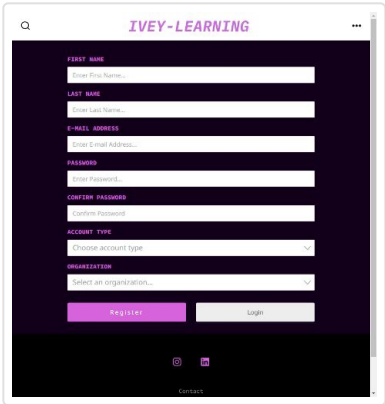 IVEY-LEARNING
FIRST NAME
Enter First Name...
LAST NAME
Enter Last Name...
E-MAIL ADDRESS
Enter E-mail Address...
PASSWORD
Enter Password...
CONFIRM PASSWORD
Confirm Password
ACCOUNT TYPE
Choose account type
ORGANIZATION
Select an organization...
Register Login
Contact